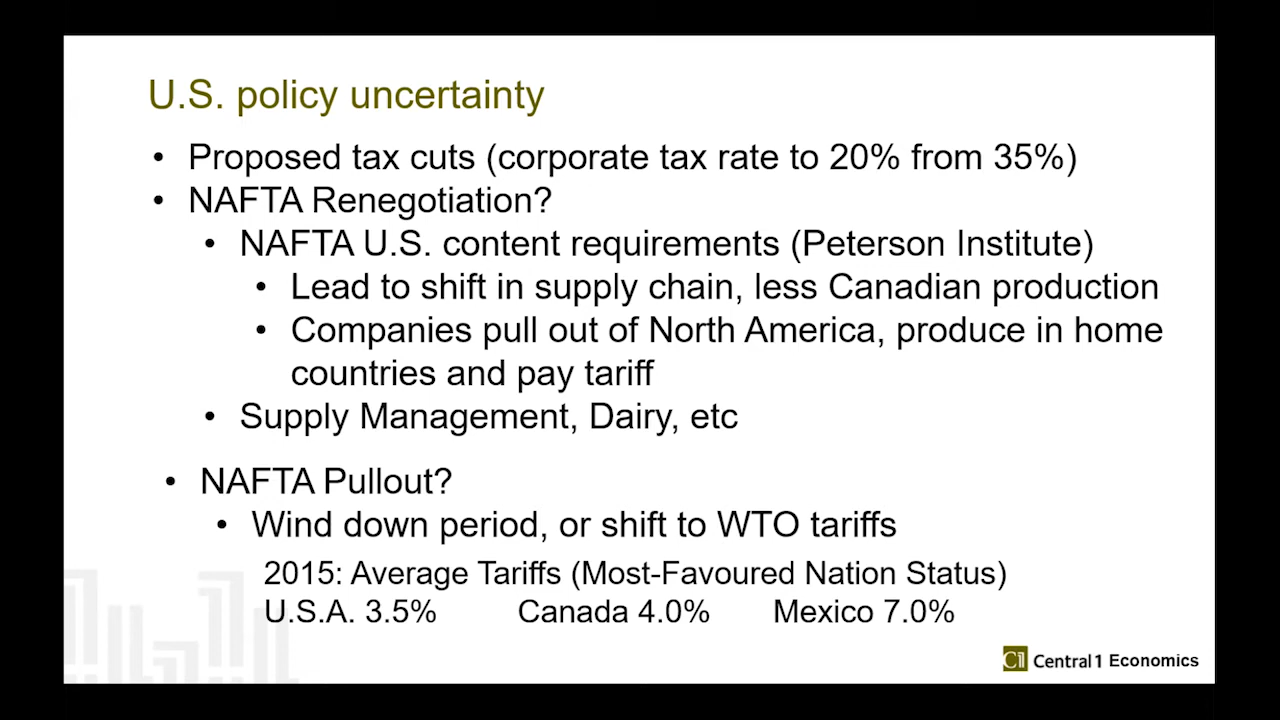 U.S. policy uncertainty
• Proposed tax cuts (corporate tax rate to 20% from 35%)
• NAFTA Renegotiation?
• NAFTA U.S. content requirements (Peterson Institute)
• Lead to shift in supply chain, less Canadian production
• Companies pull out of North America, produce in home
countries and pay tariff
• Supply Management, Dairy, etc
• NAFTA Pullout?
• Wind down period, or shift to WTO tariffs
2015: Average Tariffs (Most-Favoured Nation Status)
U.S.A. 3.5% Canada 4.0% Mexico 7.0%
C1 Central 1 Economics